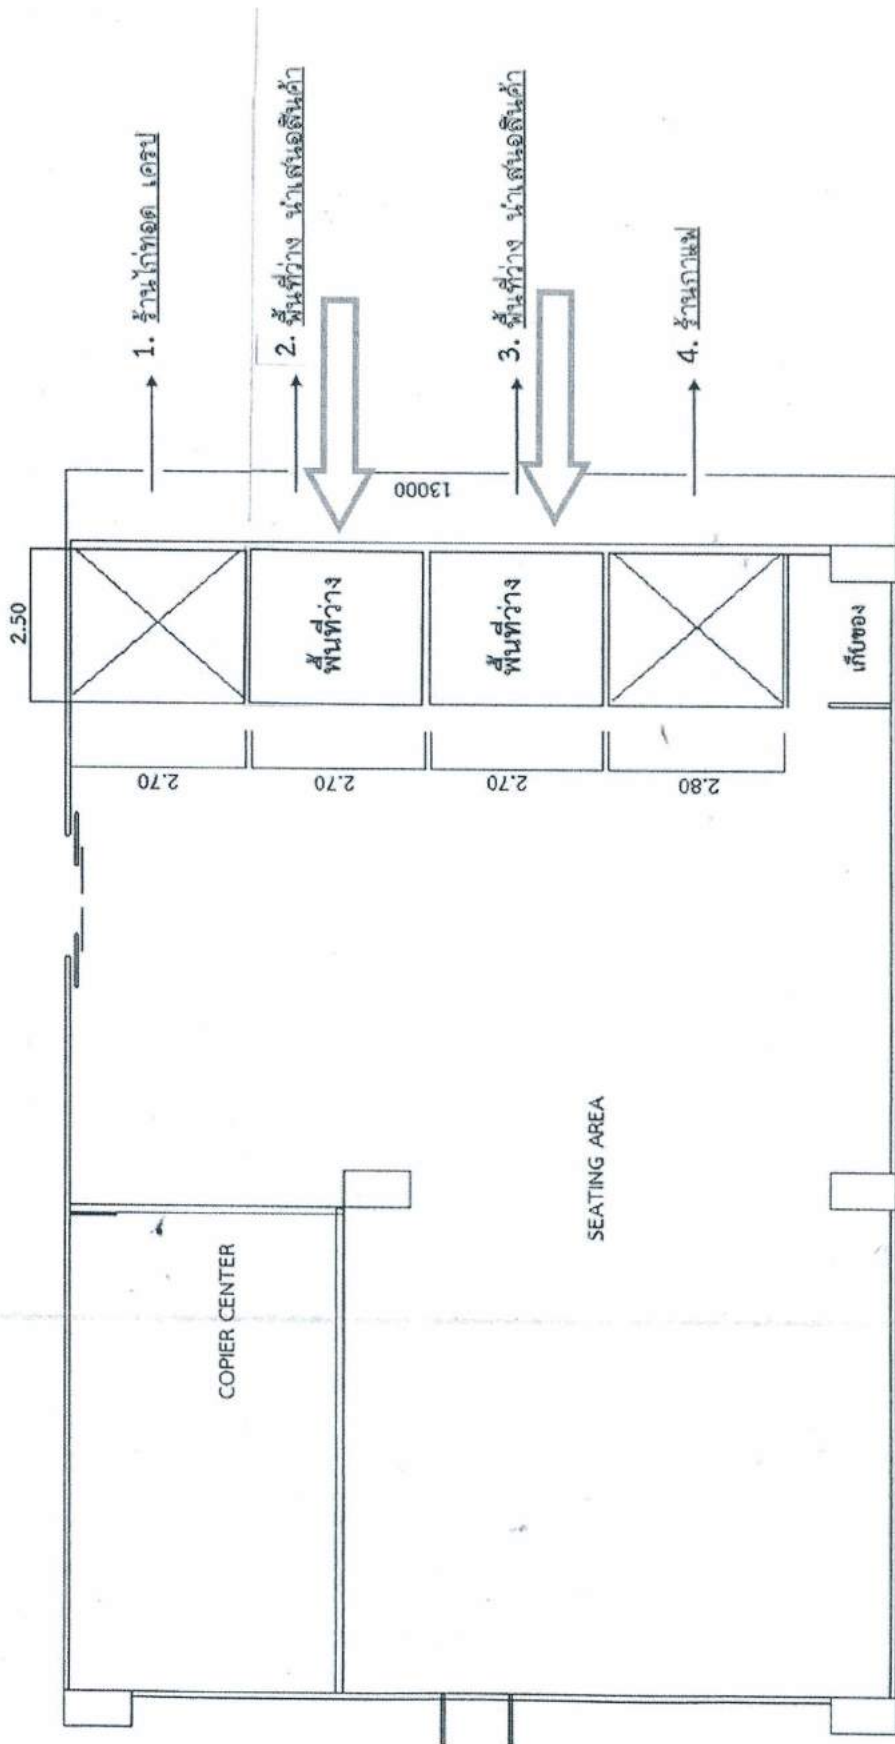 1. ร้านไก่ทอด เครป
2. พื้นที่ว่าง นำเสนอสินค้า
3. พื้นที่ว่าง นำเสนอสินค้า
4. ร้านกาแฟ
13000
2.50
พื้นที่ว่าง
พื้นที่ว่าง
เก็บของ
2.70
2.70
2.70
2.80
SEATING AREA
COPIER CENTER